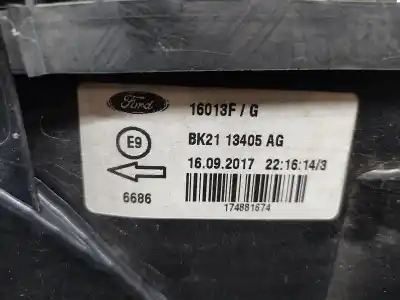 Ford
16013F / G
E9
BK21 13405 AG
16.09.2017 22:16:14/3
6686
174881674